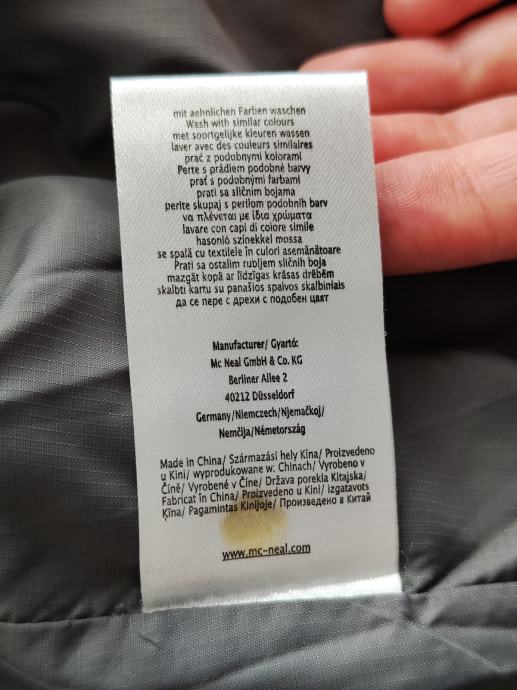 mit aehnlichen Farben waschen
Wash with similar colours
met soortgelijke kleuren wassen
laver avec des couleurs similaires
prać z podobnymi kolorami
Perte s prádlem podobné barvy
prať s podobnými farbami
prati sa sličnim bojama
perite skupaj s perilom podobnih barv
να πλένεται με ίδια χρώματα
lavare con capi di colore simile
hasonló színekkel mossa
se spală cu textilele în culori asemănătoare
Prati sa ostalim rubljem sličnih boja
mazgāt kopā ar līdzīgas krāsas drēbēm
skalbti kartu su panašios spalvos skalbiniais
да се пере с дрехи с подобен цвят
Manufacturer/ Gyartó:
Mc Neal GmbH & Co. KG
Berliner Allee 2
40212 Düsseldorf
Germany/Niemczech/Njemačkoj/
Nemčija/Németország
Made in China/ Származási hely Kína/ Proizvedeno
u Kini/ wyprodukowane w: Chinach/ Vyrobeno v
Číně/ Vyrobené v Číne/ Država porekla Kitajska/
Fabricat în China/ Proizvedeno u Kini/ izgatavots
Ķīna/ Pagamintas Kinijoje/ Произведено в Китай
www.mc-neal.com